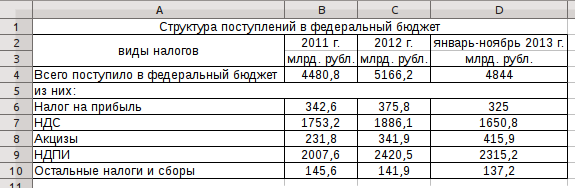 A B C D
1 Структура поступлений в федеральный бюджет
2 виды налогов 2011 г. 2012 г. январь-ноябрь 2013 г.
3 млрд. рубл. млрд. рубл. млрд. рубл.
4 Всего поступило в федеральный бюджет 4480,8 5166,2 4844
5 из них:
6 Налог на прибыль 342,6 375,8 325
7 НДС 1753,2 1886,1 1650,8
8 Акцизы 231,8 341,9 415,9
9 НДПИ 2007,6 2420,5 2315,2
10 Остальные налоги и сборы 145,6 141,9 137,2
11